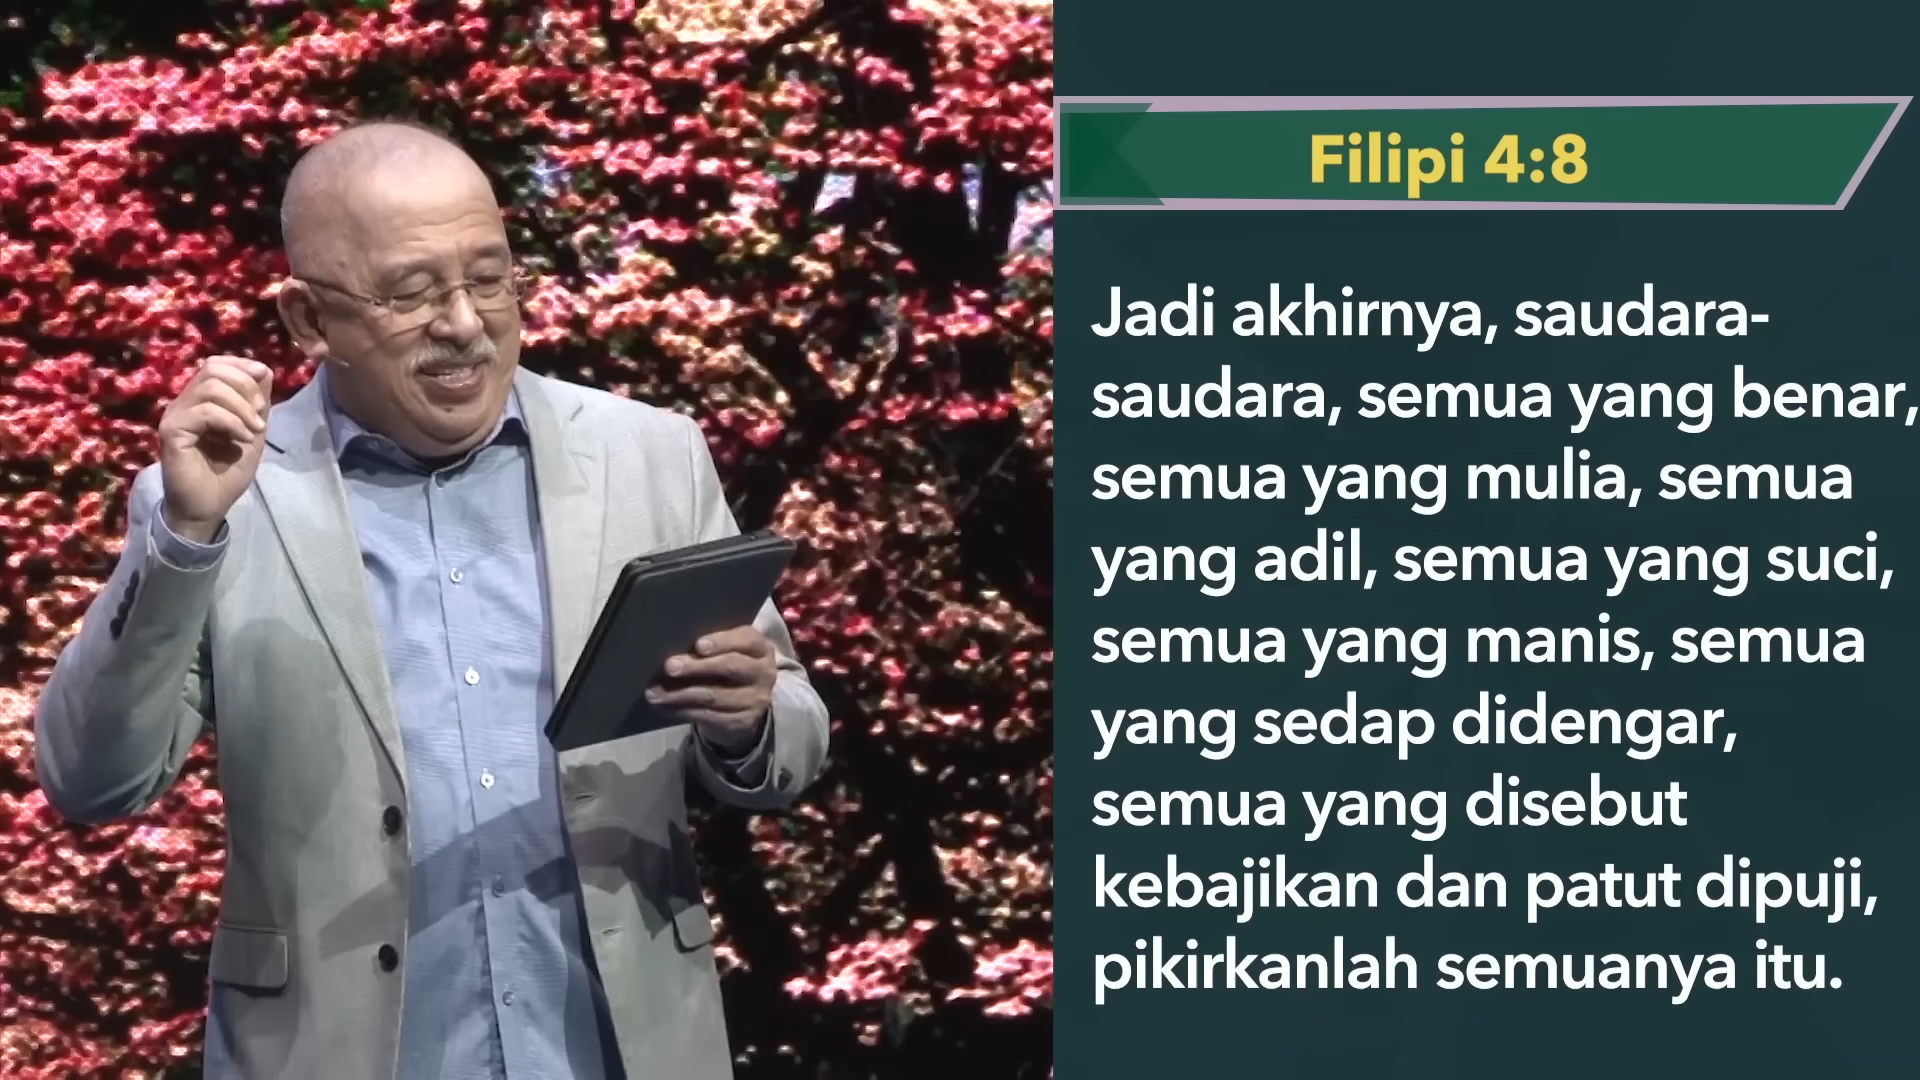 Filipi 4:8
Jadi akhirnya, saudara-
saudara, semua yang benar,
semua yang mulia, semua
yang adil, semua yang suci,
semua yang manis, semua
yang sedap didengar,
semua yang disebut
kebajikan dan patut dipuji,
pikirkanlah semuanya itu.